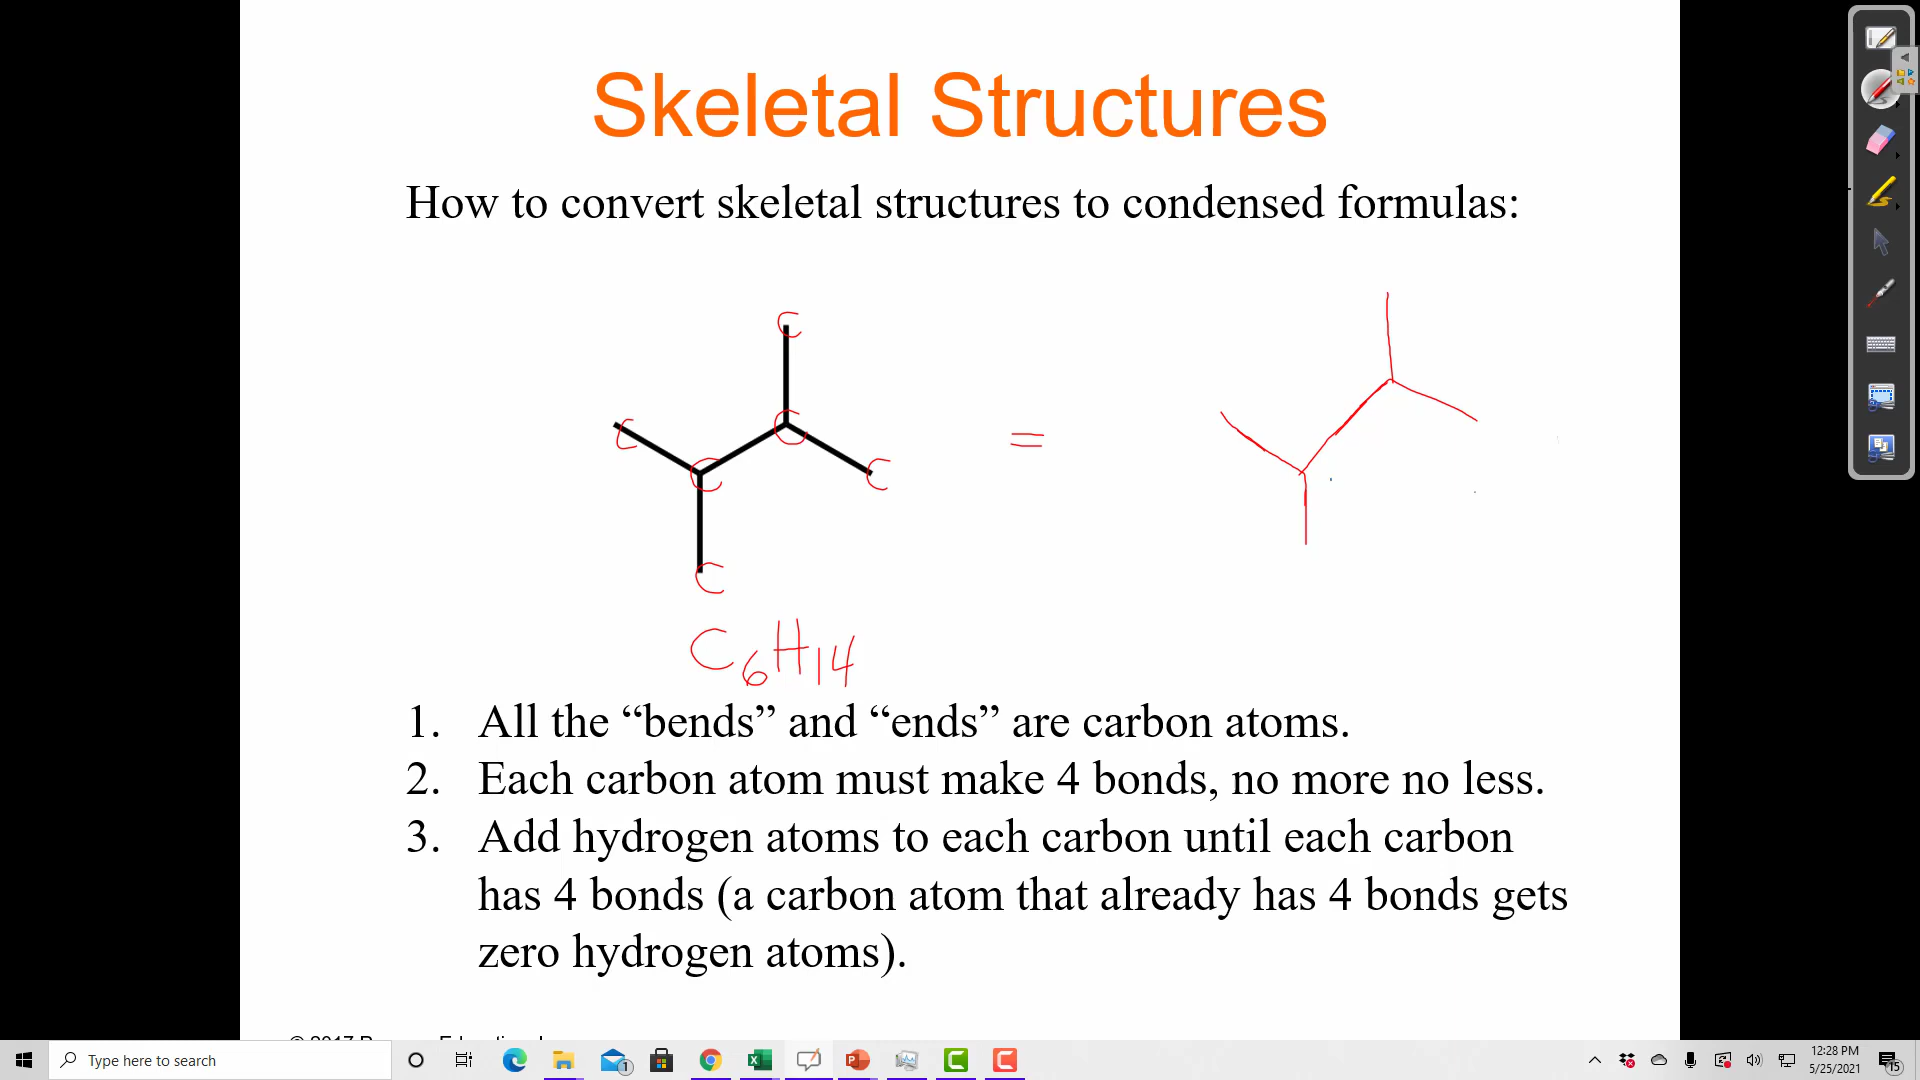 Skeletal Structures
How to convert skeletal structures to condensed formulas:
C
C
C
C
C
=
C
C₆H₁₄
1. All the “bends” and “ends” are carbon atoms.
2. Each carbon atom must make 4 bonds, no more no less.
3. Add hydrogen atoms to each carbon until each carbon
has 4 bonds (a carbon atom that already has 4 bonds gets
zero hydrogen atoms).
Type here to search
1
12:28 PM
5/25/2021
15